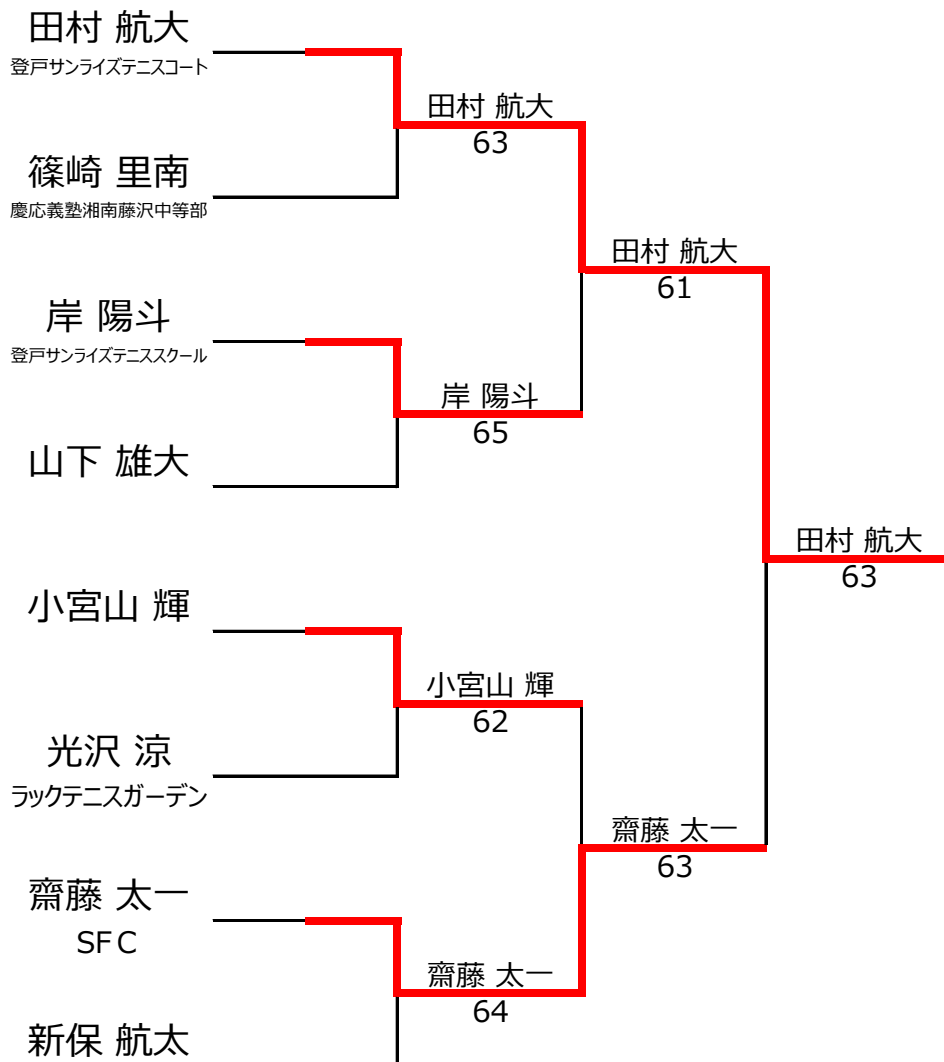 田村 航大
登戸サンライズテニスコート
田村 航大
63
篠崎 里南
慶応義塾湘南藤沢中等部
田村 航大
61
岸 陽斗
登戸サンライズテニススクール
岸 陽斗
65
山下 雄大
田村 航大
63
小宮山 輝
小宮山 輝
62
光沢 涼
ラックテニスガーデン
齋藤 太一
63
齋藤 太一
SFC
齋藤 太一
64
新保 航太